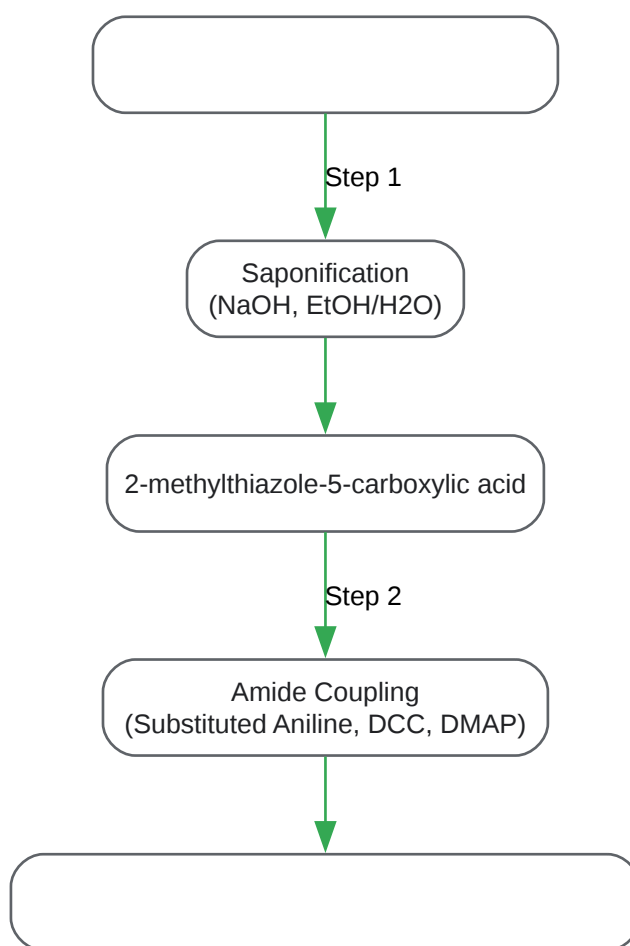 Step 1
Saponification
(NaOH, EtOH/H2O)
2-methylthiazole-5-carboxylic acid
Step 2
Amide Coupling
(Substituted Aniline, DCC, DMAP)